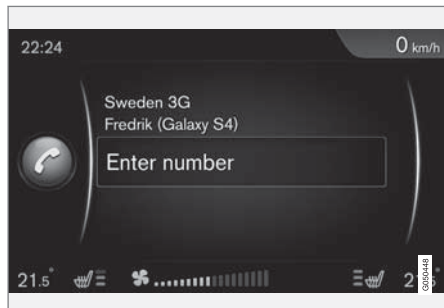 22:24
0 km/h
Sweden 3G
Fredrik (Galaxy S4)
Enter number
21.5°
G050448